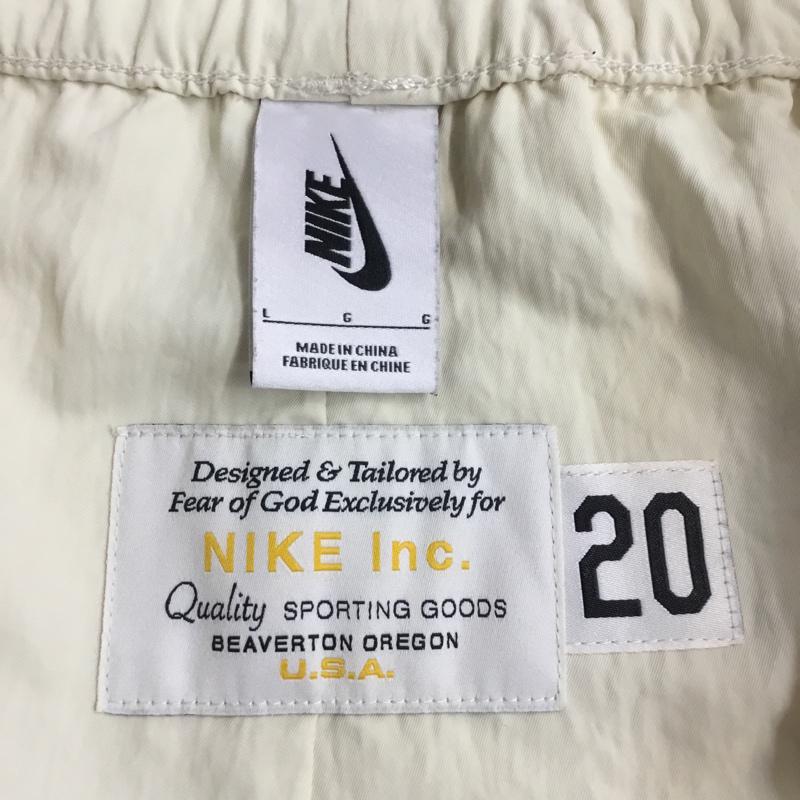 NIKE
L G G
MADE IN CHINA
FABRIQUE EN CHINE
Designed & Tailored by
Fear of God Exclusively for
NIKE Inc.
Quality SPORTING GOODS
BEAVERTON OREGON
U.S.A.
20